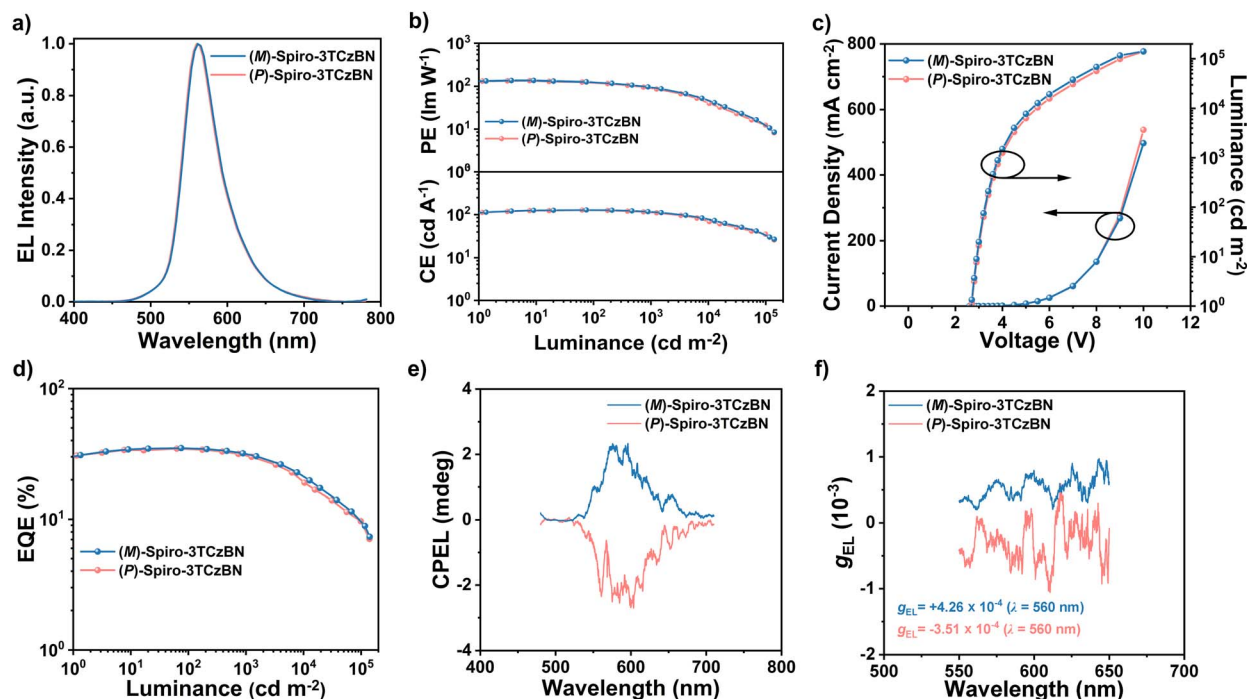 a)
EL Intensity (a.u.)
1.0
0.8
0.6
0.4
0.2
0.0
(M)-Spiro-3TCzBN
(P)-Spiro-3TCzBN
400 500 600 700 800
Wavelength (nm)
b)
PE (lm W⁻¹)
10³
10²
10¹
10⁰
(M)-Spiro-3TCzBN
(P)-Spiro-3TCzBN
CE (cd A⁻¹)
10²
10¹
10⁰
10⁰ 10¹ 10² 10³ 10⁴ 10⁵
Luminance (cd m⁻²)
c)
Current Density (mA cm⁻²)
800
600
400
200
0
(M)-Spiro-3TCzBN
(P)-Spiro-3TCzBN
10⁵
10⁴
10³
10²
10¹
10⁰
Luminance (cd m⁻²)
0 2 4 6 8 10 12
Voltage (V)
d)
EQE (%)
10²
10¹
10⁰
(M)-Spiro-3TCzBN
(P)-Spiro-3TCzBN
10⁰ 10¹ 10² 10³ 10⁴ 10⁵
Luminance (cd m⁻²)
e)
CPEL (mdeg)
4
2
0
-2
-4
(M)-Spiro-3TCzBN
(P)-Spiro-3TCzBN
400 500 600 700 800
Wavelength (nm)
f)
gEL (10⁻³)
2
1
0
-1
-2
(M)-Spiro-3TCzBN
(P)-Spiro-3TCzBN
gEL= +4.26 x 10⁻⁴ (λ = 560 nm)
gEL= -3.51 x 10⁻⁴ (λ = 560 nm)
500 550 600 650 700
Wavelength (nm)